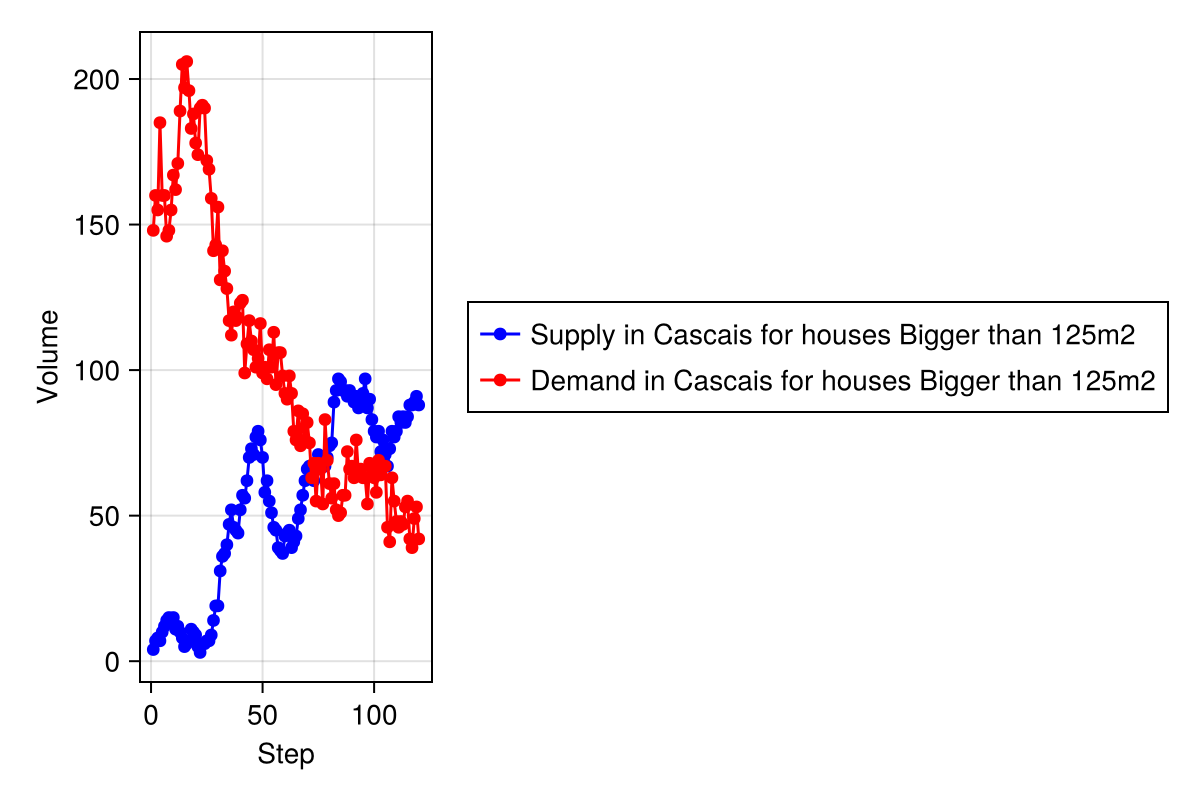 200
150
100
50
0
Volume
0 50 100
Step
Supply in Cascais for houses Bigger than 125m2
Demand in Cascais for houses Bigger than 125m2